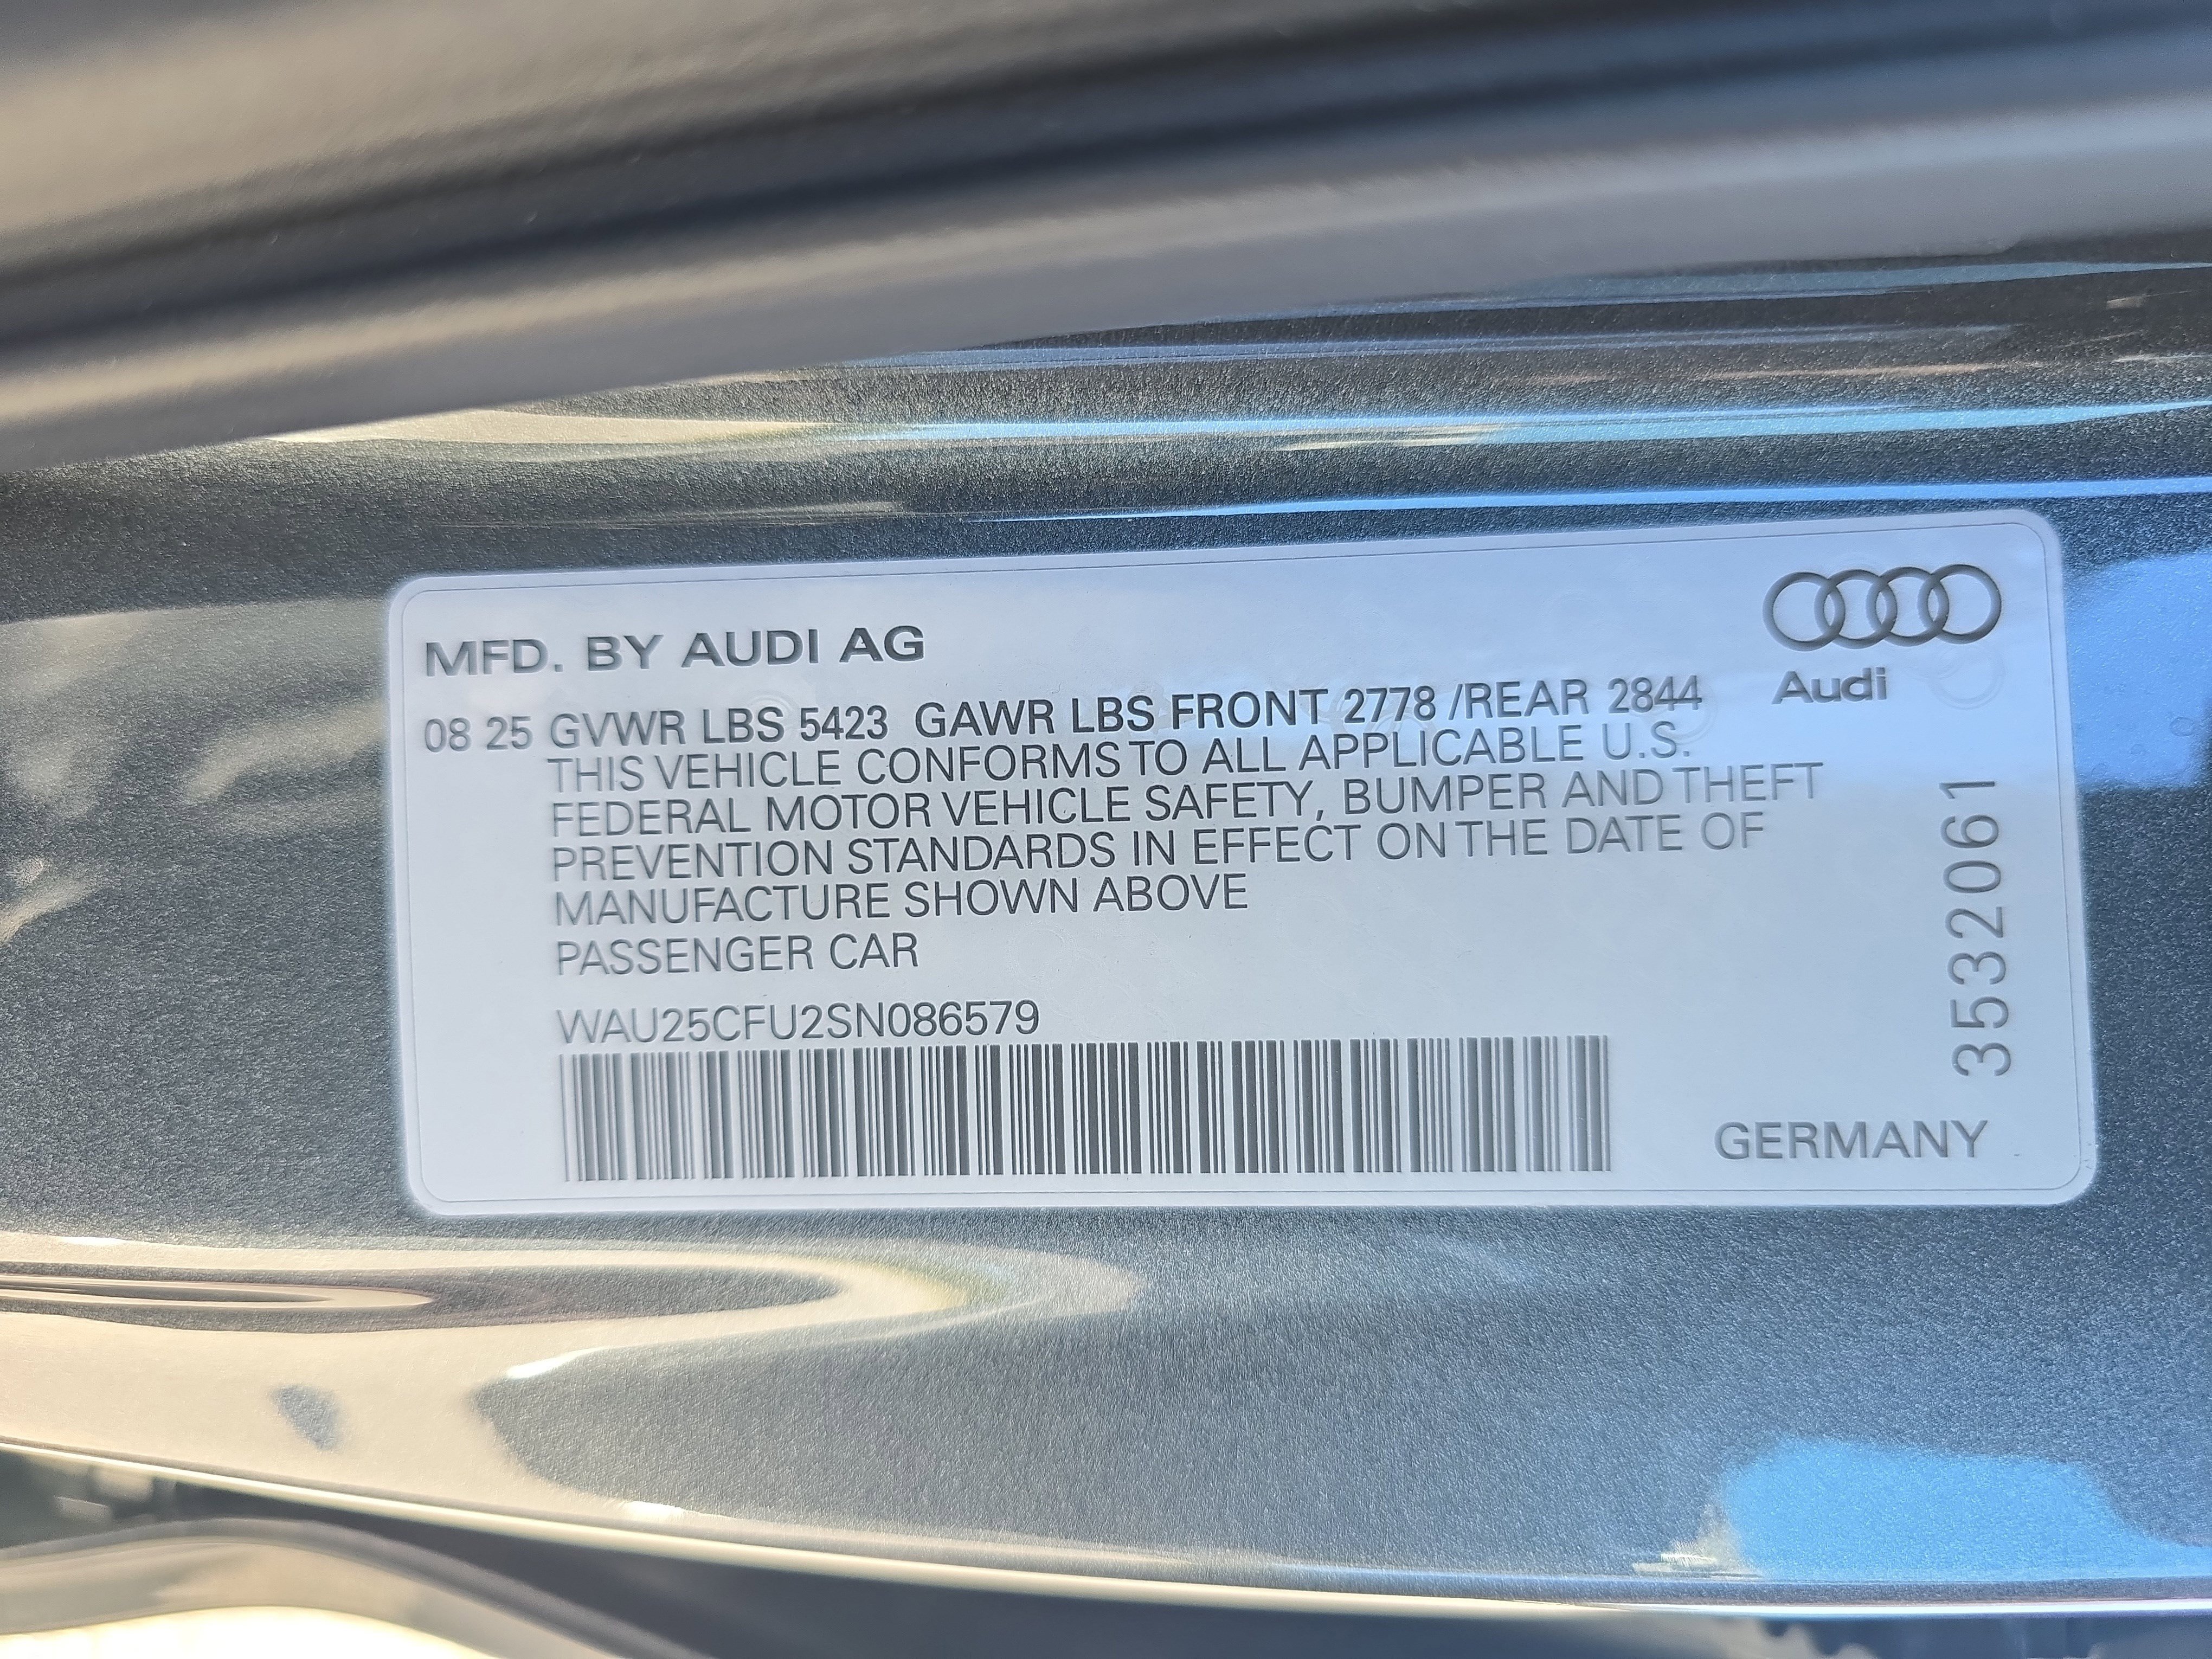 MFD. BY AUDI AG
Audi
08 25 GVWR LBS 5423 GAWR LBS FRONT 2778 /REAR 2844
THIS VEHICLE CONFORMS TO ALL APPLICABLE U.S.
FEDERAL MOTOR VEHICLE SAFETY, BUMPER AND THEFT
PREVENTION STANDARDS IN EFFECT ON THE DATE OF
MANUFACTURE SHOWN ABOVE
PASSENGER CAR
WAU25CFU2SN086579
3532061
GERMANY